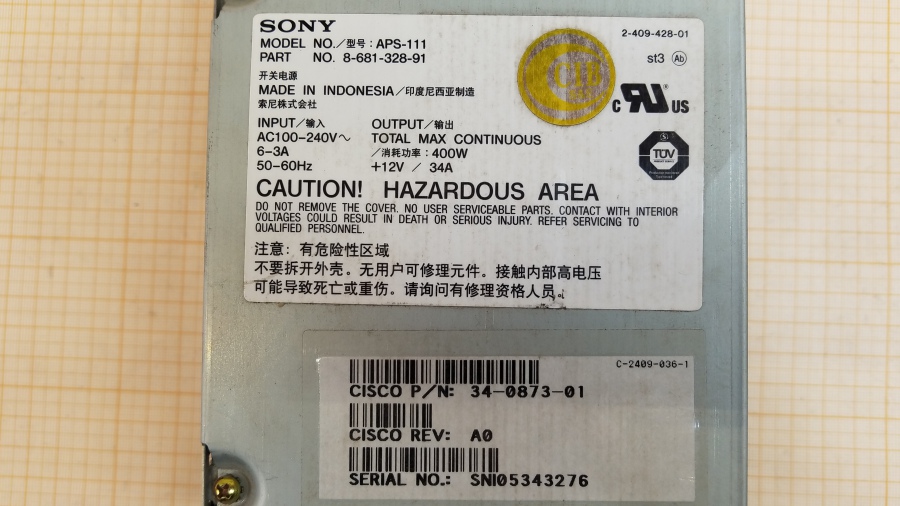 SONY
2-409-428-01
MODEL NO./型号: APS-111
st3 Ab
PART NO. 8-681-328-91
开关电源
MADE IN INDONESIA/印度尼西亚制造
索尼株式会社
C US
INPUT/输入 OUTPUT/输出
AC100-240V~ TOTAL MAX CONTINUOUS
6-3A /消耗功率: 400W
50-60Hz +12V / 34A
TÜV
CAUTION! HAZARDOUS AREA
DO NOT REMOVE THE COVER. NO USER SERVICEABLE PARTS. CONTACT WITH INTERIOR
VOLTAGES COULD RESULT IN DEATH OR SERIOUS INJURY. REFER SERVICING TO
QUALIFIED PERSONNEL.
注意: 有危险性区域
不要拆开外壳。无用户可修理元件。接触内部高电压
可能导致死亡或重伤。请询问有修理资格人员。
C-2409-036-1
CISCO P/N: 34-0873-01
CISCO REV: A0
SERIAL NO.: SNI05343276